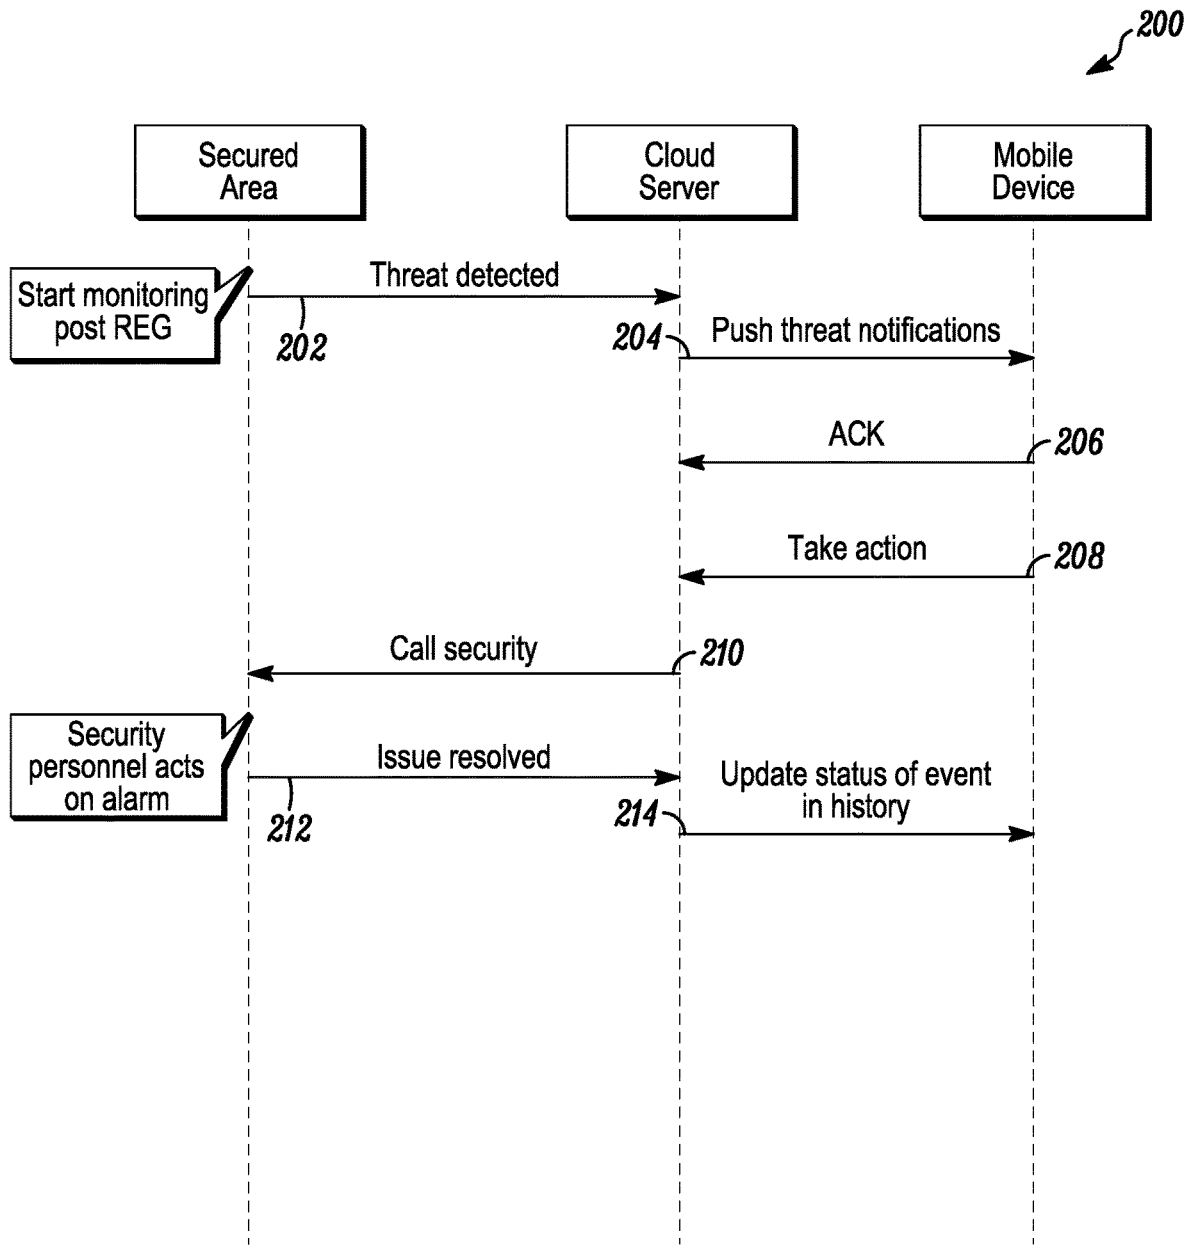 200
Secured
Area
Cloud
Server
Mobile
Device
Start monitoring
post REG
Threat detected
202
204
Push threat notifications
ACK
206
Take action
208
Call security
210
Security
personnel acts
on alarm
Issue resolved
212
214
Update status of event
in history